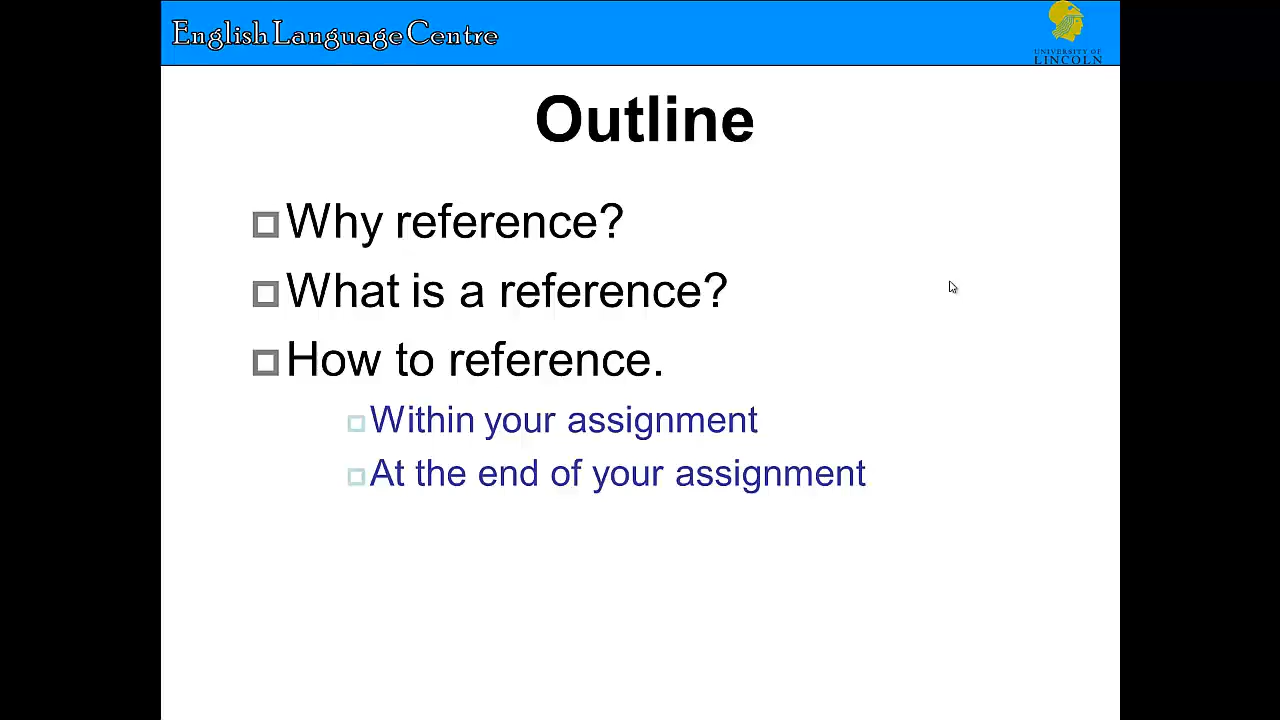 English Language Centre
UNIVERSITY OF
LINCOLN
Outline
Why reference?
What is a reference?
How to reference.
Within your assignment
At the end of your assignment